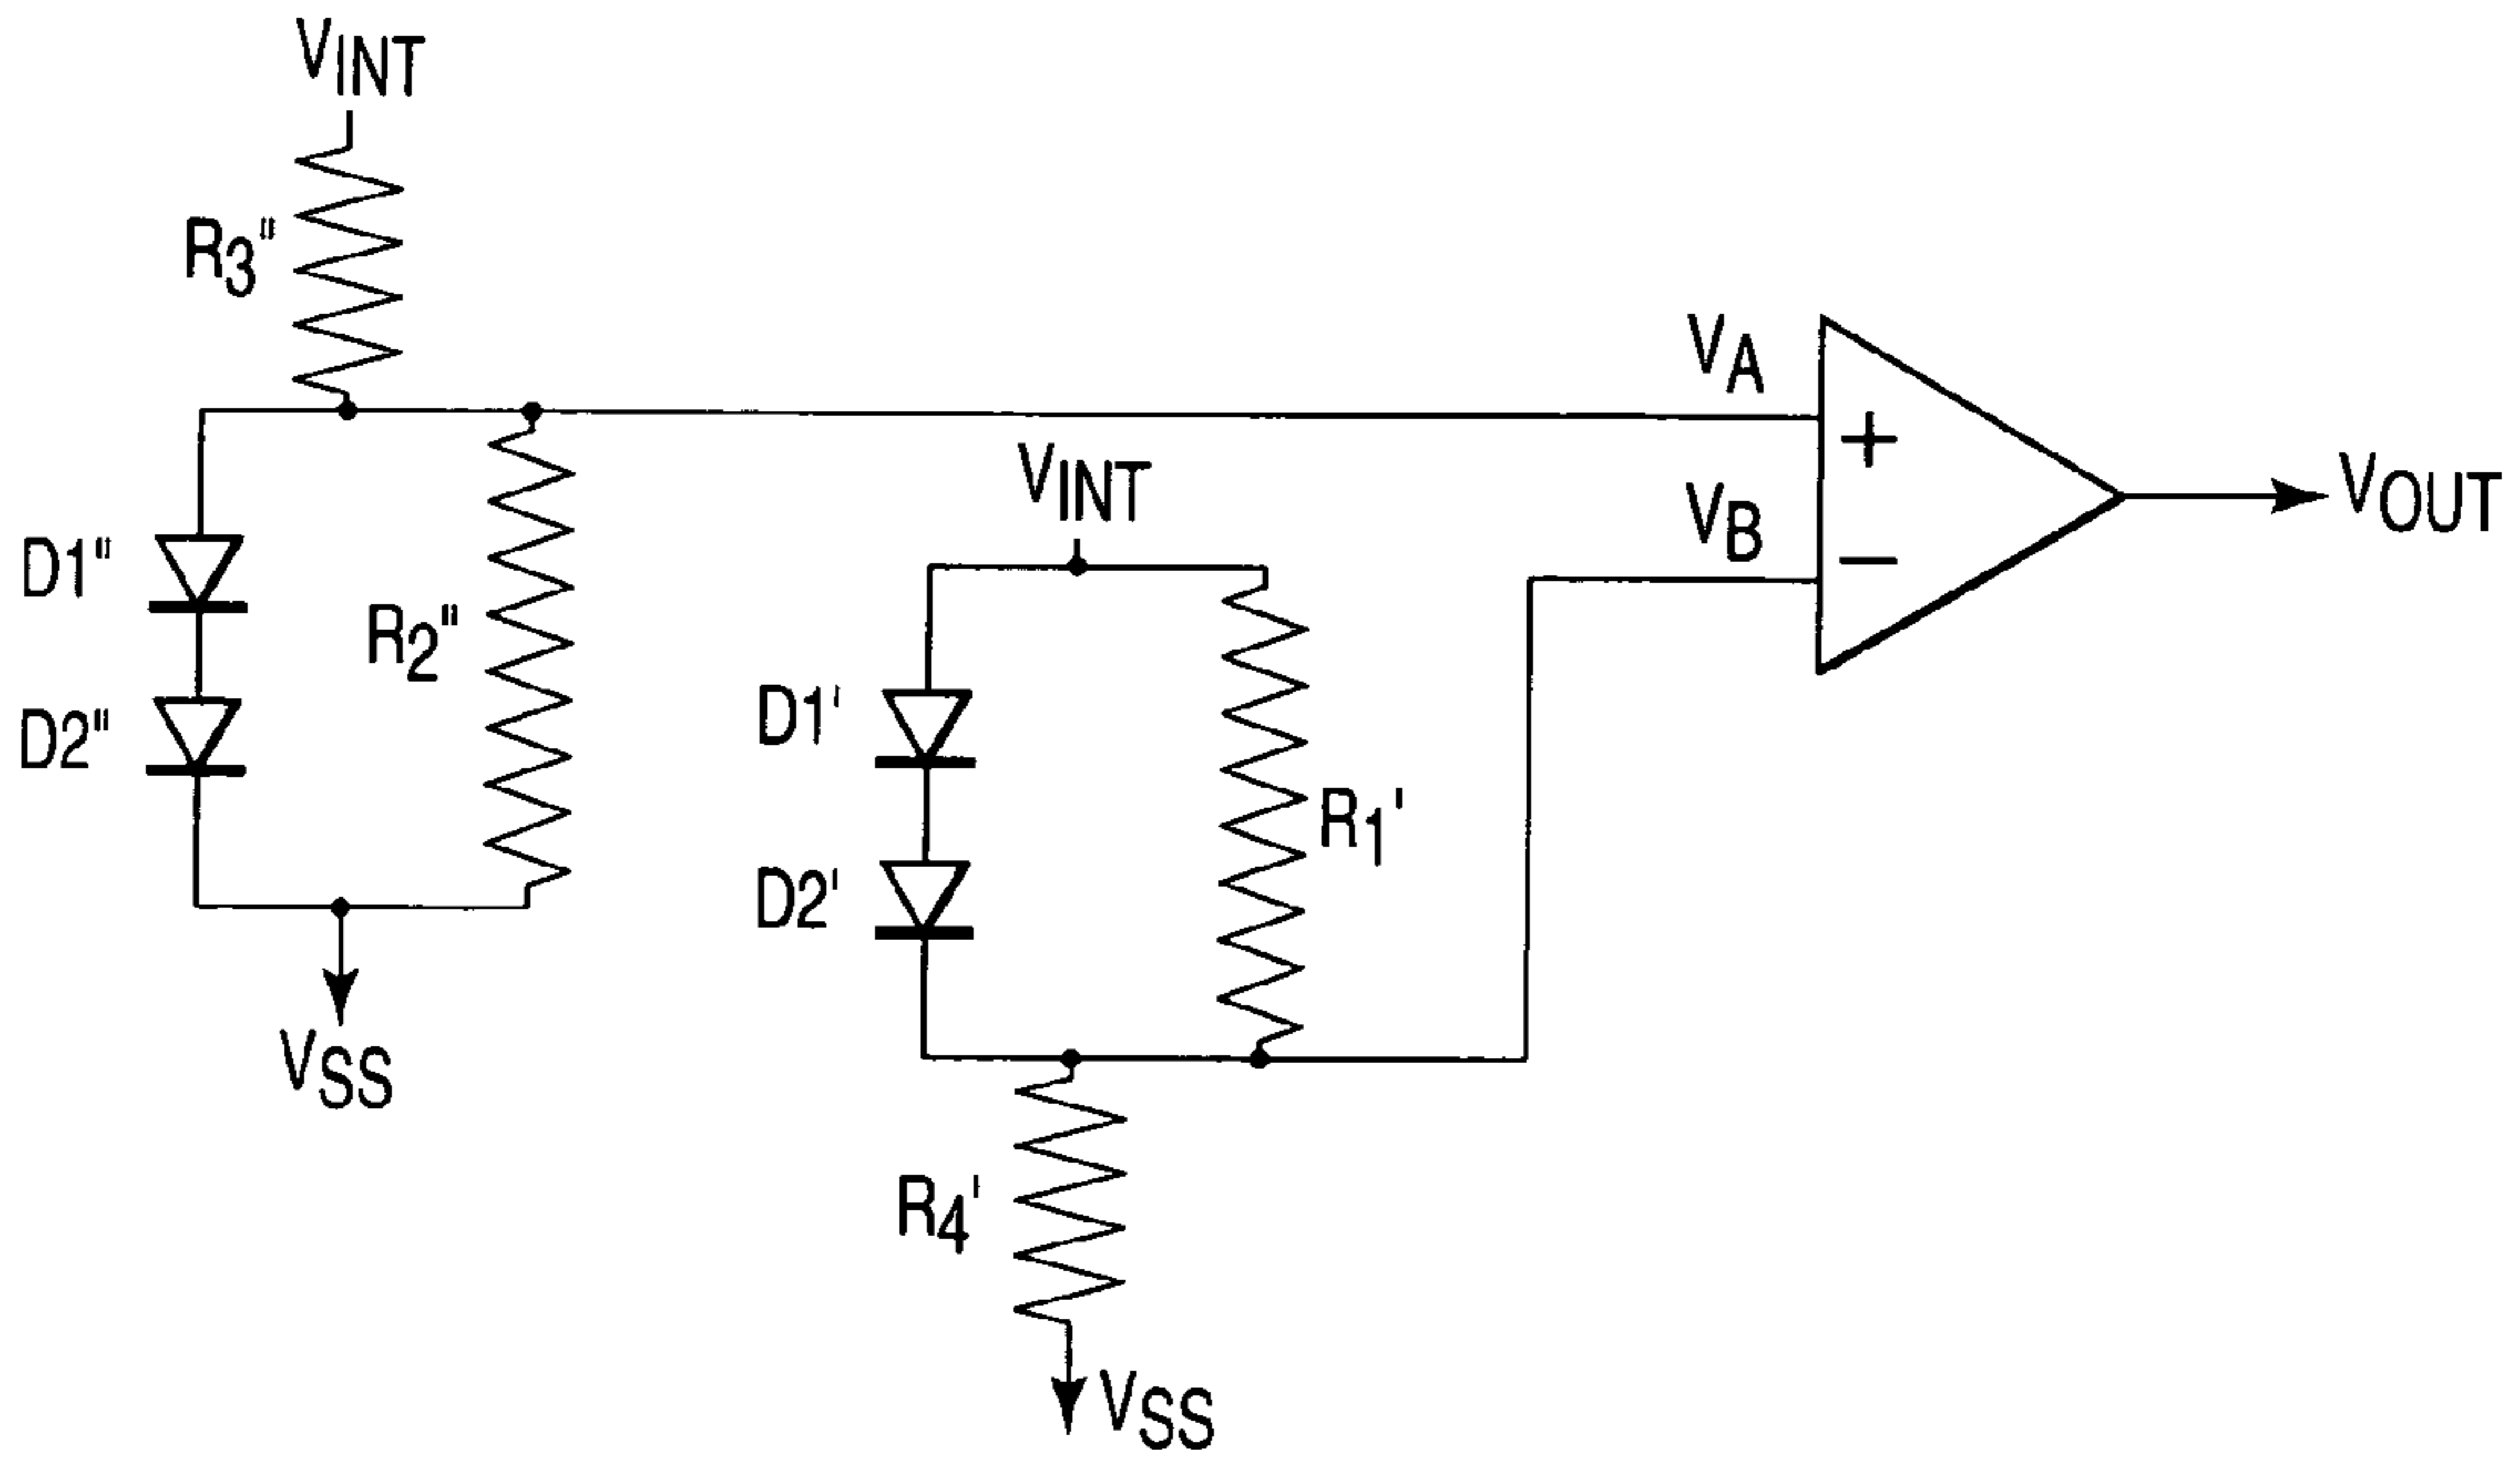 VINT
R3"
VA
+
VINT
VB
VOUT
−
D1"
R2"
D1'
D2"
R1'
D2'
VSS
R4'
VSS